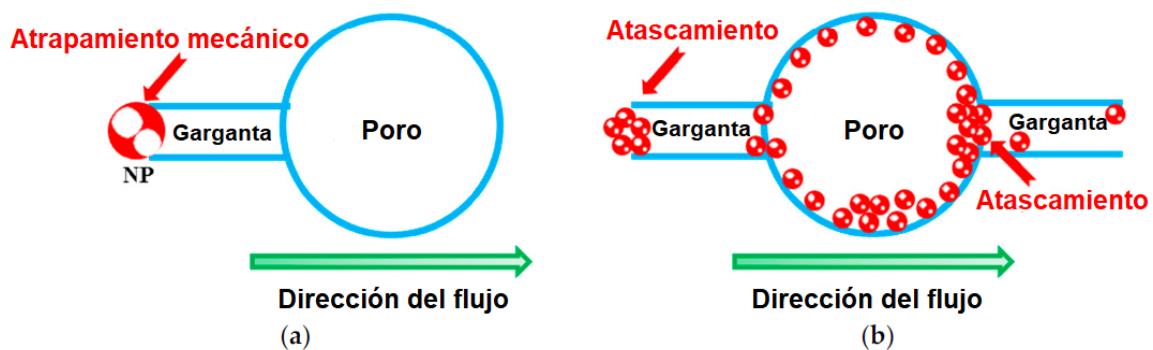 Atrapamiento mecánico
Garganta
Poro
NP
Dirección del flujo
(a)
Atascamiento
Garganta
Poro
Garganta
Atascamiento
Dirección del flujo
(b)